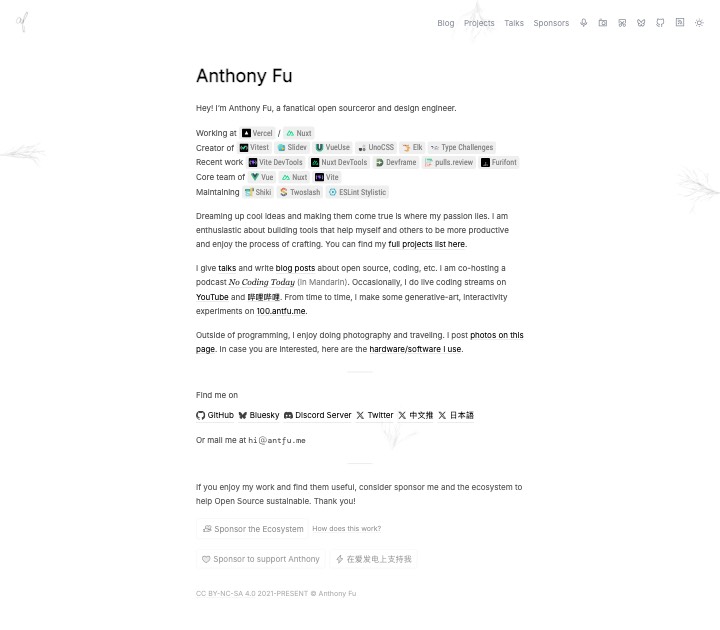 Blog Projects Talks Sponsors
Anthony Fu
Hey! I'm Anthony Fu, a fanatical open sourceror and design engineer.
Working at Vercel / Nuxt
Creator of Vitest Slidev VueUse UnoCSS Elk Type Challenges
Recent work Vite DevTools Nuxt DevTools Devframe pulls.review Furifont
Core team of Vue Nuxt Vite
Maintaining Shiki Twoslash ESLint Stylistic
Dreaming up cool ideas and making them come true is where my passion lies. I am
enthusiastic about building tools that help myself and others to be more productive
and enjoy the process of crafting. You can find my full projects list here.
I give talks and write blog posts about open source, coding, etc. I am co-hosting a
podcast No Coding Today (in Mandarin). Occasionally, I do live coding streams on
YouTube and 哔哩哔哩. From time to time, I make some generative-art, interactivity
experiments on 100.antfu.me.
Outside of programming, I enjoy doing photography and traveling. I post photos on this
page. In case you are interested, here are the hardware/software I use.
Find me on
GitHub Bluesky Discord Server Twitter 中文推 日本語
Or mail me at hi@antfu.me
If you enjoy my work and find them useful, consider sponsor me and the ecosystem to
help Open Source sustainable. Thank you!
Sponsor the Ecosystem How does this work?
Sponsor to support Anthony 在爱发电上支持我
CC BY-NC-SA 4.0 2021-PRESENT © Anthony Fu